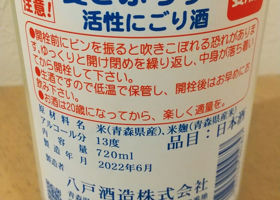 注意!
活性にごり酒
●開栓前にビンを振ると吹きこぼれる恐れがありま
す。ゆっくりと開け閉めを繰り返し、中身が落ち着い
てから開栓して下さい。
●生酒ですので低温で保管し、開栓後はお早めにお
飲み下さい。
●お酒は20歳になってから、楽しく適量を。
原材料名 米(青森県産)、米麹(青森県産米)
アルコール分 13度 品目:日本酒
内容量 720ml
製造年月 2022年6月
八戸酒造株式会社